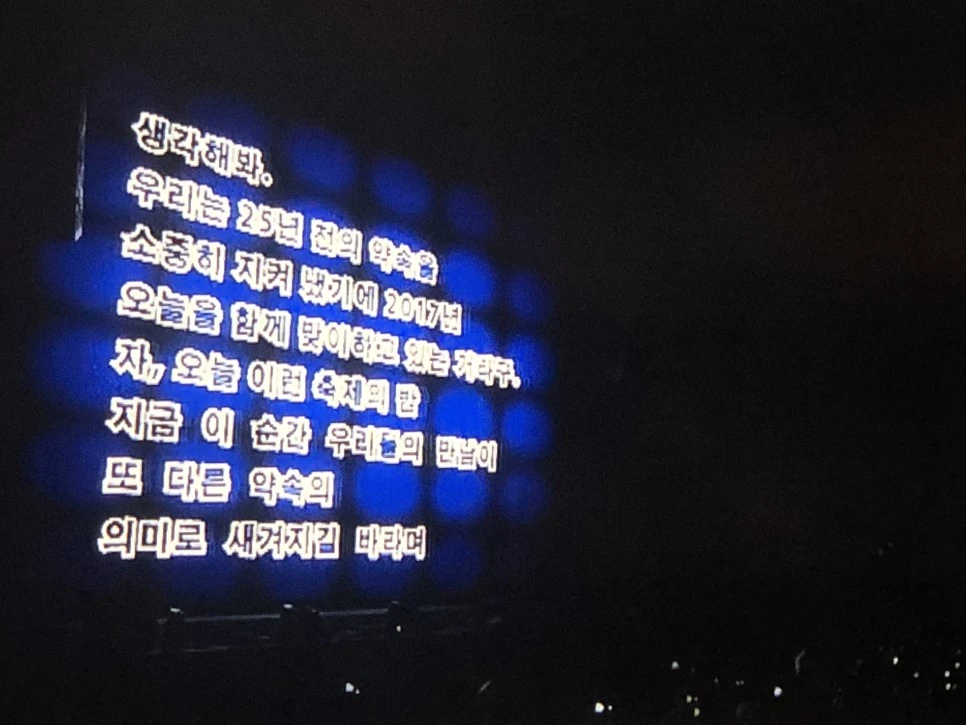 생각해봐.
우리는 25년 전의 약속을
소중히 지켜 냈기에 2017년
오늘을 함께 맞이하고 있는 거라구.
자,, 오늘 이런 축제의 밤
지금 이 순간 우리들의 만남이
또 다른 약속의
의미로 새겨지길 바라며